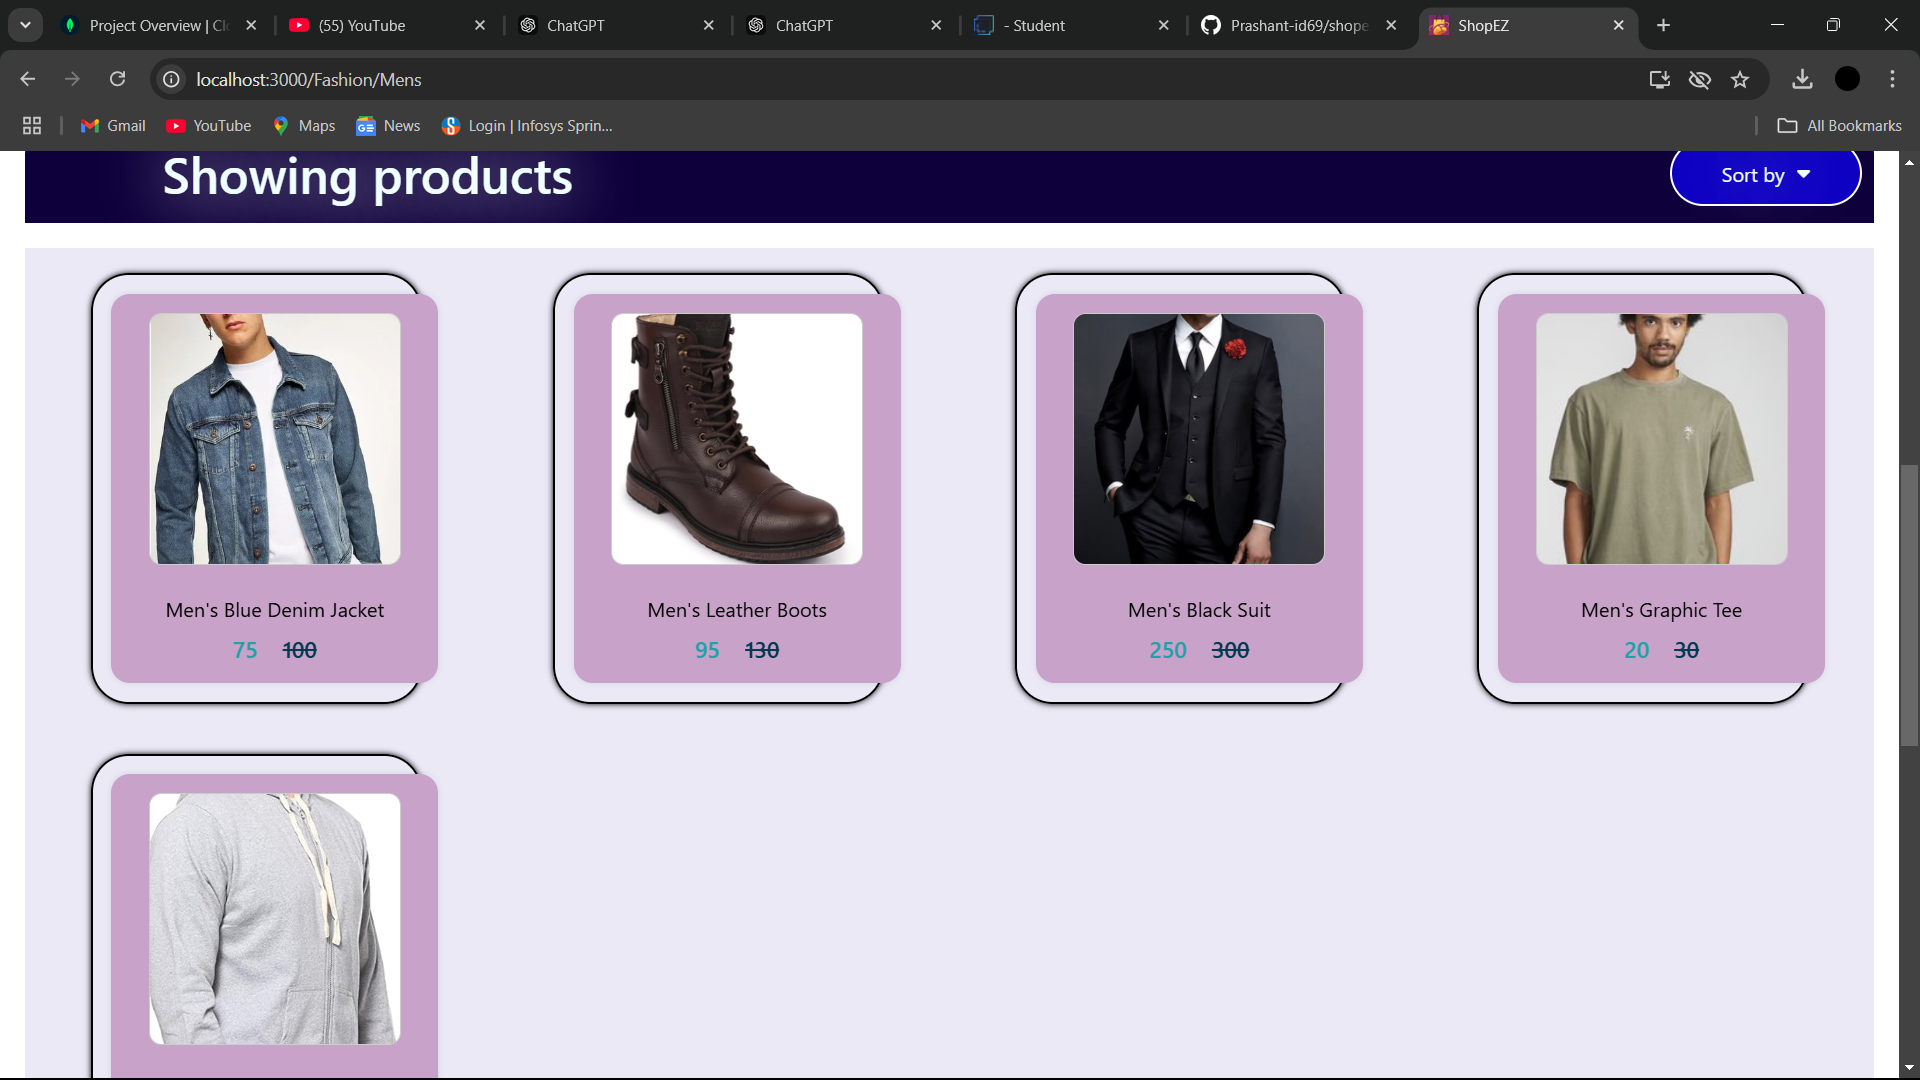 Project Overview | Clo
(55) YouTube
ChatGPT
ChatGPT
- Student
Prashant-id69/shope
ShopEZ
localhost:3000/Fashion/Mens
Gmail
YouTube
Maps
News
Login | Infosys Sprin...
All Bookmarks
Showing products
Sort by
Men's Blue Denim Jacket
75 100
Men's Leather Boots
95 130
Men's Black Suit
250 300
Men's Graphic Tee
20 30